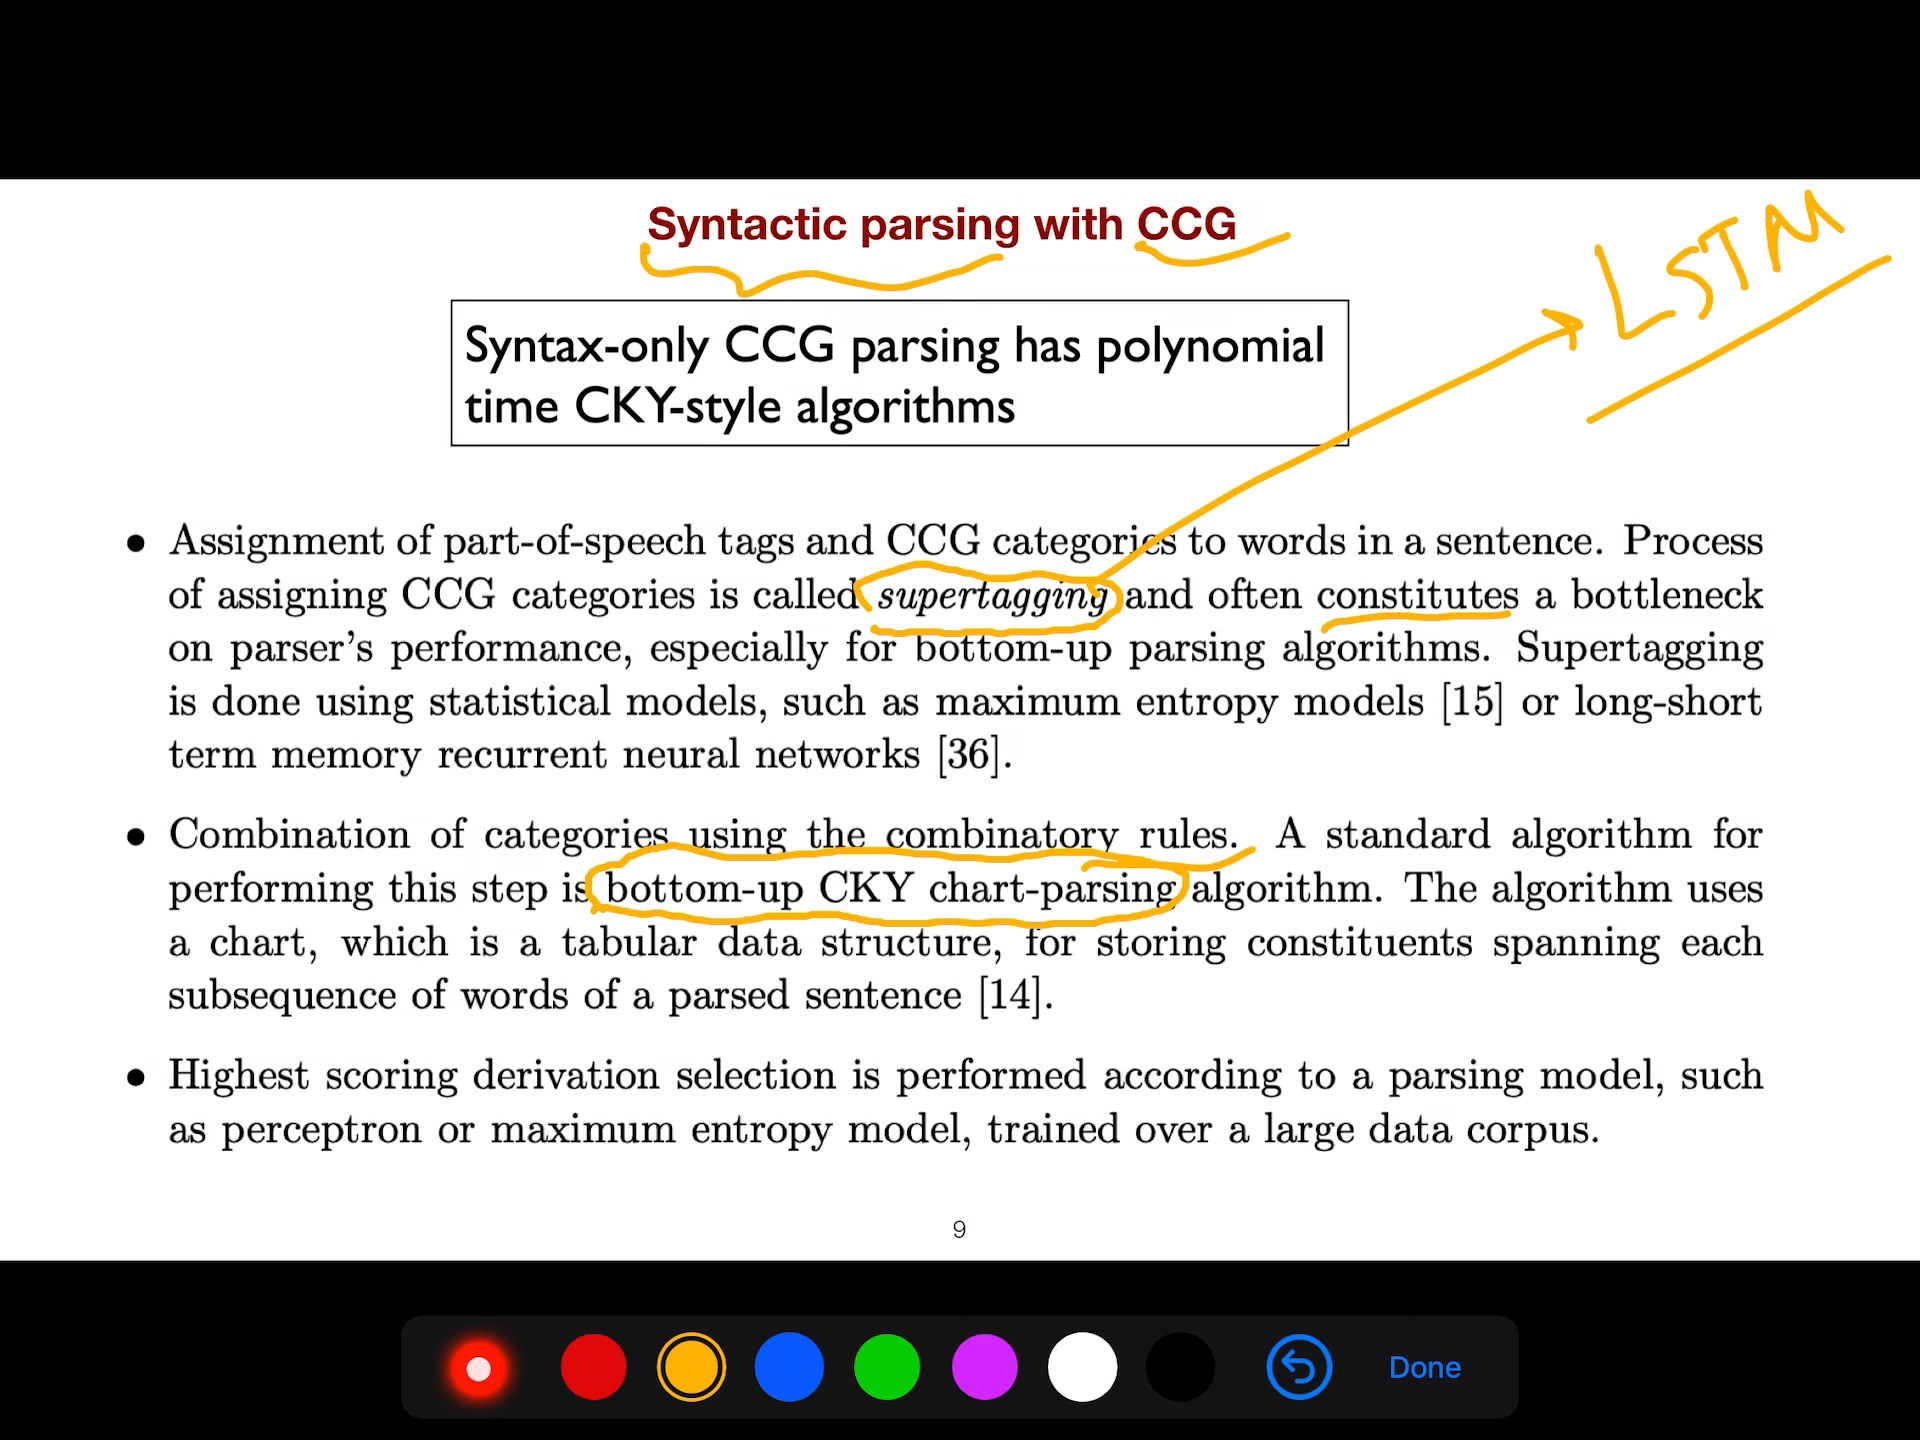 Syntactic parsing with CCG
LSTM
Syntax-only CCG parsing has polynomial
time CKY-style algorithms
• Assignment of part-of-speech tags and CCG categories to words in a sentence. Process
of assigning CCG categories is called supertagging and often constitutes a bottleneck
on parser's performance, especially for bottom-up parsing algorithms. Supertagging
is done using statistical models, such as maximum entropy models [15] or long-short
term memory recurrent neural networks [36].
• Combination of categories using the combinatory rules. A standard algorithm for
performing this step is bottom-up CKY chart-parsing algorithm. The algorithm uses
a chart, which is a tabular data structure, for storing constituents spanning each
subsequence of words of a parsed sentence [14].
• Highest scoring derivation selection is performed according to a parsing model, such
as perceptron or maximum entropy model, trained over a large data corpus.
9
Done